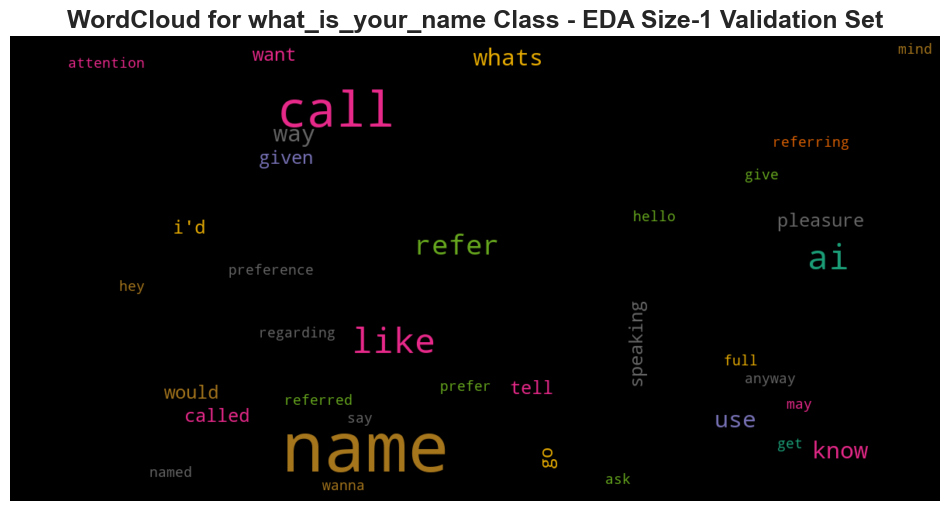 WordCloud for what_is_your_name Class - EDA Size-1 Validation Set
attention
want
whats
mind
call
way
given
referring
give
hello
pleasure
i'd
refer
ai
preference
hey
speaking
regarding
like
full
anyway
would
prefer
tell
referred
may
called
say
use
name
get
know
go
named
wanna
ask